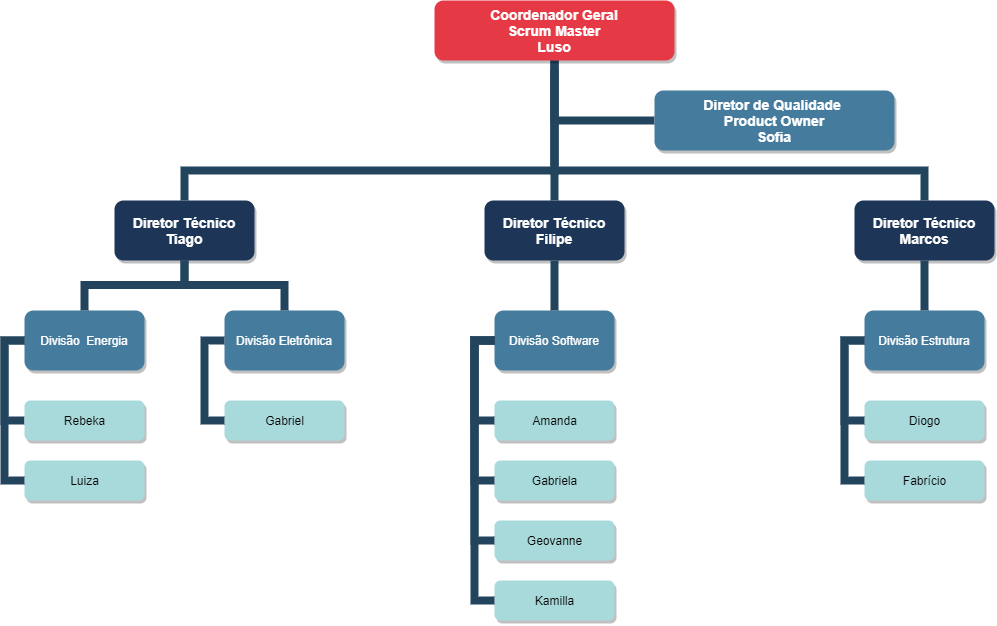 Coordenador Geral
Scrum Master
Luso
Diretor de Qualidade
Product Owner
Sofia
Diretor Técnico
Tiago
Diretor Técnico
Filipe
Diretor Técnico
Marcos
Divisão Energia
Divisão Eletrônica
Divisão Software
Divisão Estrutura
Rebeka
Gabriel
Amanda
Diogo
Luiza
Gabriela
Fabrício
Geovanne
Kamilla